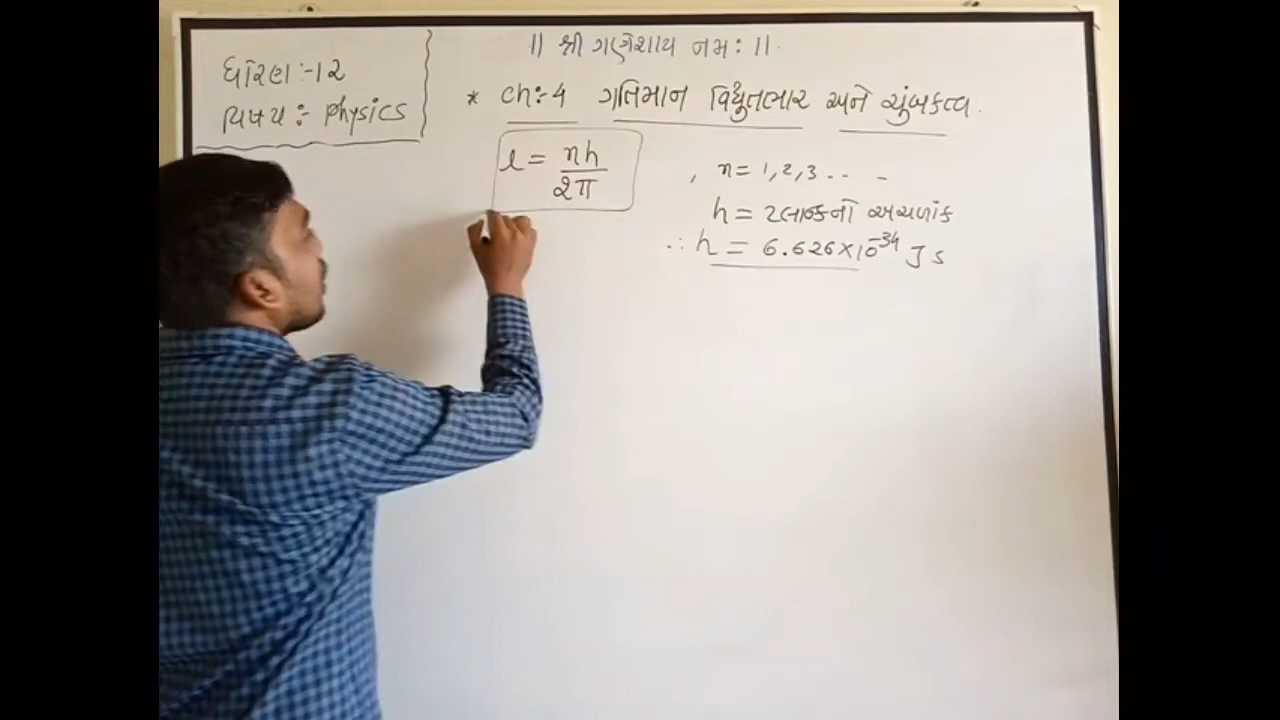 ॥ શ્રી ગણેશાય નમઃ ॥
ધોરણ :- 12
વિષય :- Physics
* Ch:-4 ગતિમાન વિદ્યુતભાર અને ચુંબકત્વ.
l = nh / 2π , n = 1, 2, 3 .. -
h = પ્લાન્કનો અચળાંક
∴ h = 6.626 × 10⁻³⁴ J s